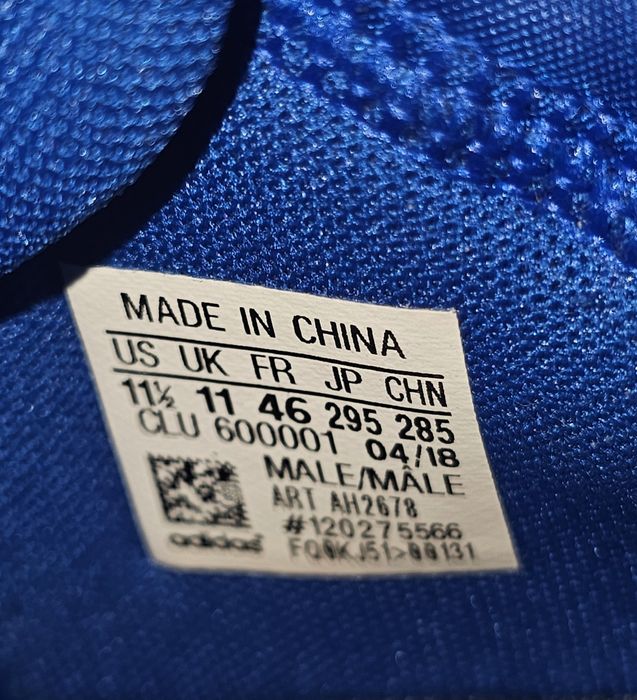 MADE IN CHINA
US UK FR JP CHN
11½ 11 46 295 285
CLU 600001 04/18
MALE/MÂLE
ART AH2678
#120275566
adidas